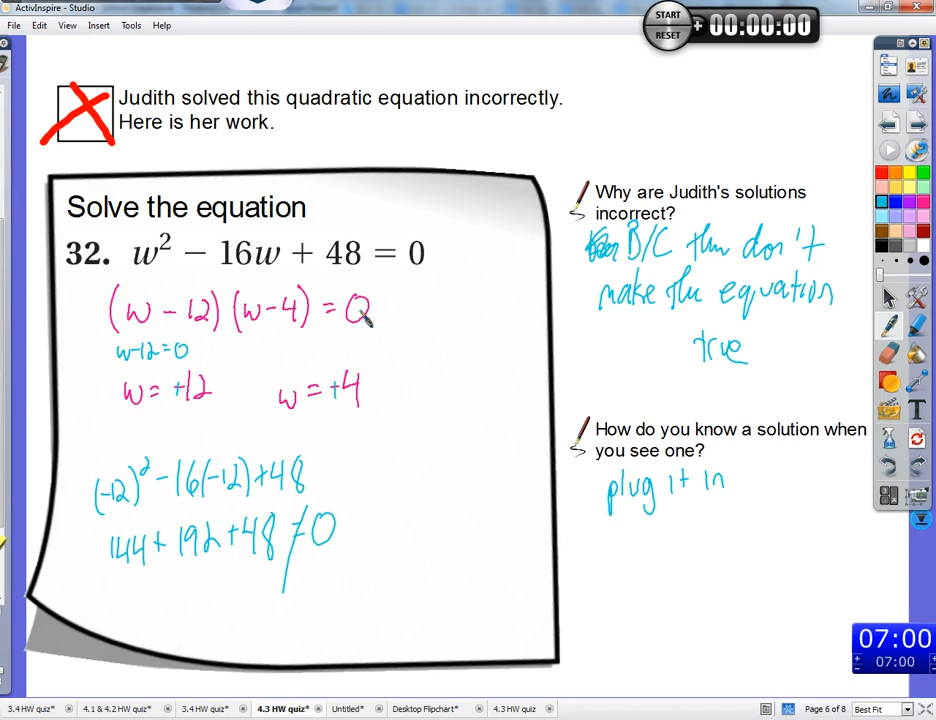 ActivInspire - Studio
File Edit View Insert Tools Help
START
RESET
00:00:00
Judith solved this quadratic equation incorrectly.
Here is her work.
Solve the equation
32. w² − 16w + 48 = 0
(w - 12)(w - 4) = 0
w-12=0
w = +12 w = +4
(-12)² - 16(-12) + 48
144 + 192 + 48 ≠ 0
Why are Judith's solutions
incorrect?
B/C they don't
make the equation
true
How do you know a solution when
you see one?
plug it in
T
07:00
07:00
3.4 HW quiz* 4.1 & 4.2 HW quiz* 3.4 HW quiz* 4.3 HW quiz* Untitled* Desktop Flipchart* 4.3 HW quiz
Page 6 of 8 Best Fit